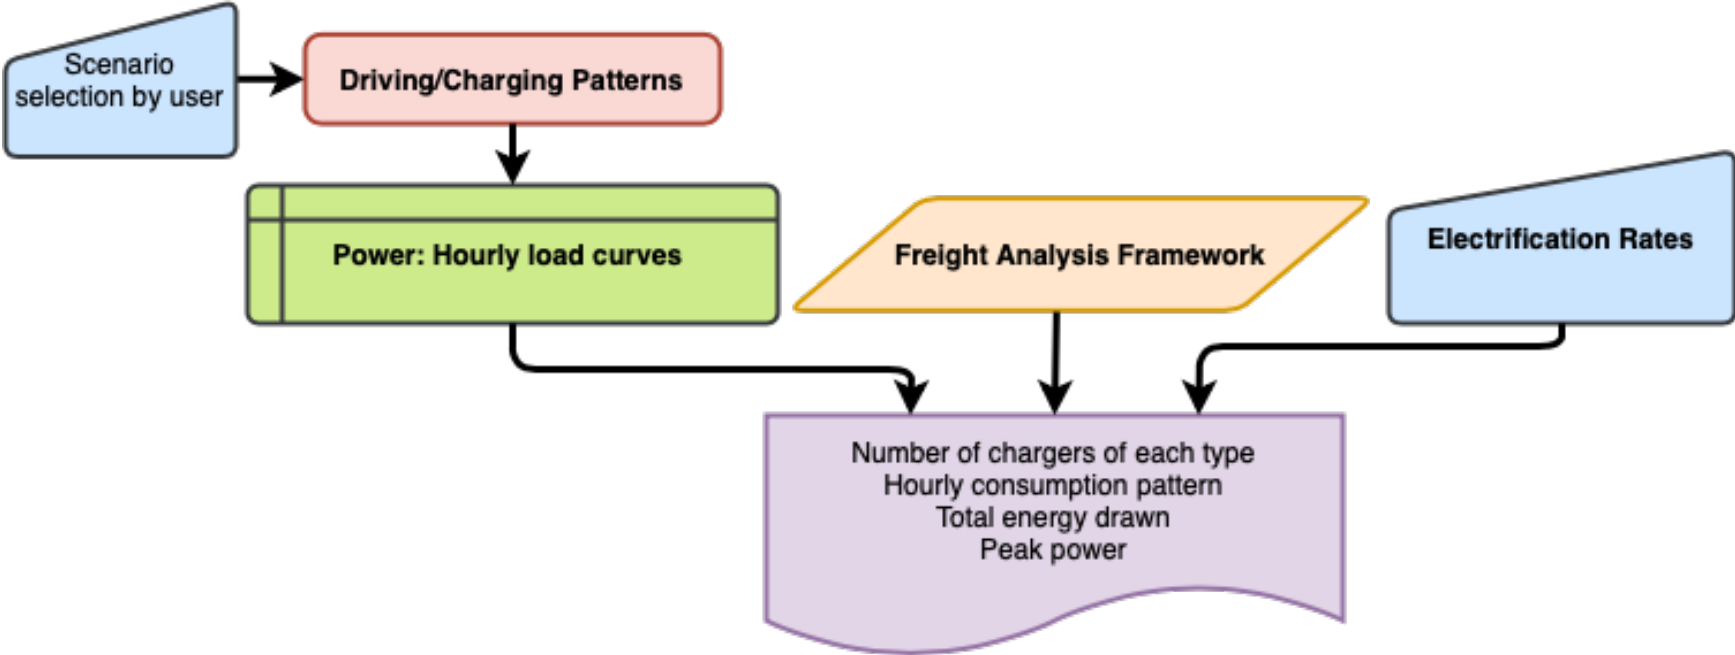 Scenario
selection by user
Driving/Charging Patterns
Power: Hourly load curves
Freight Analysis Framework
Electrification Rates
Number of chargers of each type
Hourly consumption pattern
Total energy drawn
Peak power